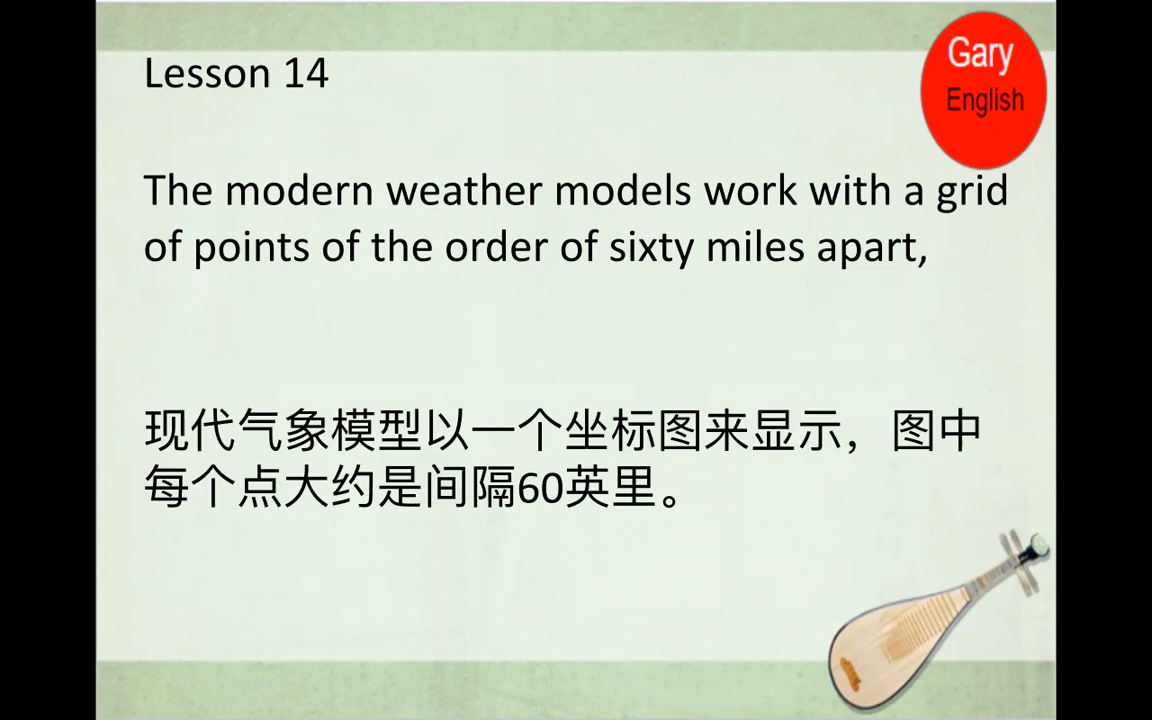 Lesson 14
Gary
English
The modern weather models work with a grid
of points of the order of sixty miles apart,
现代气象模型以一个坐标图来显示，图中
每个点大约是间隔60英里。